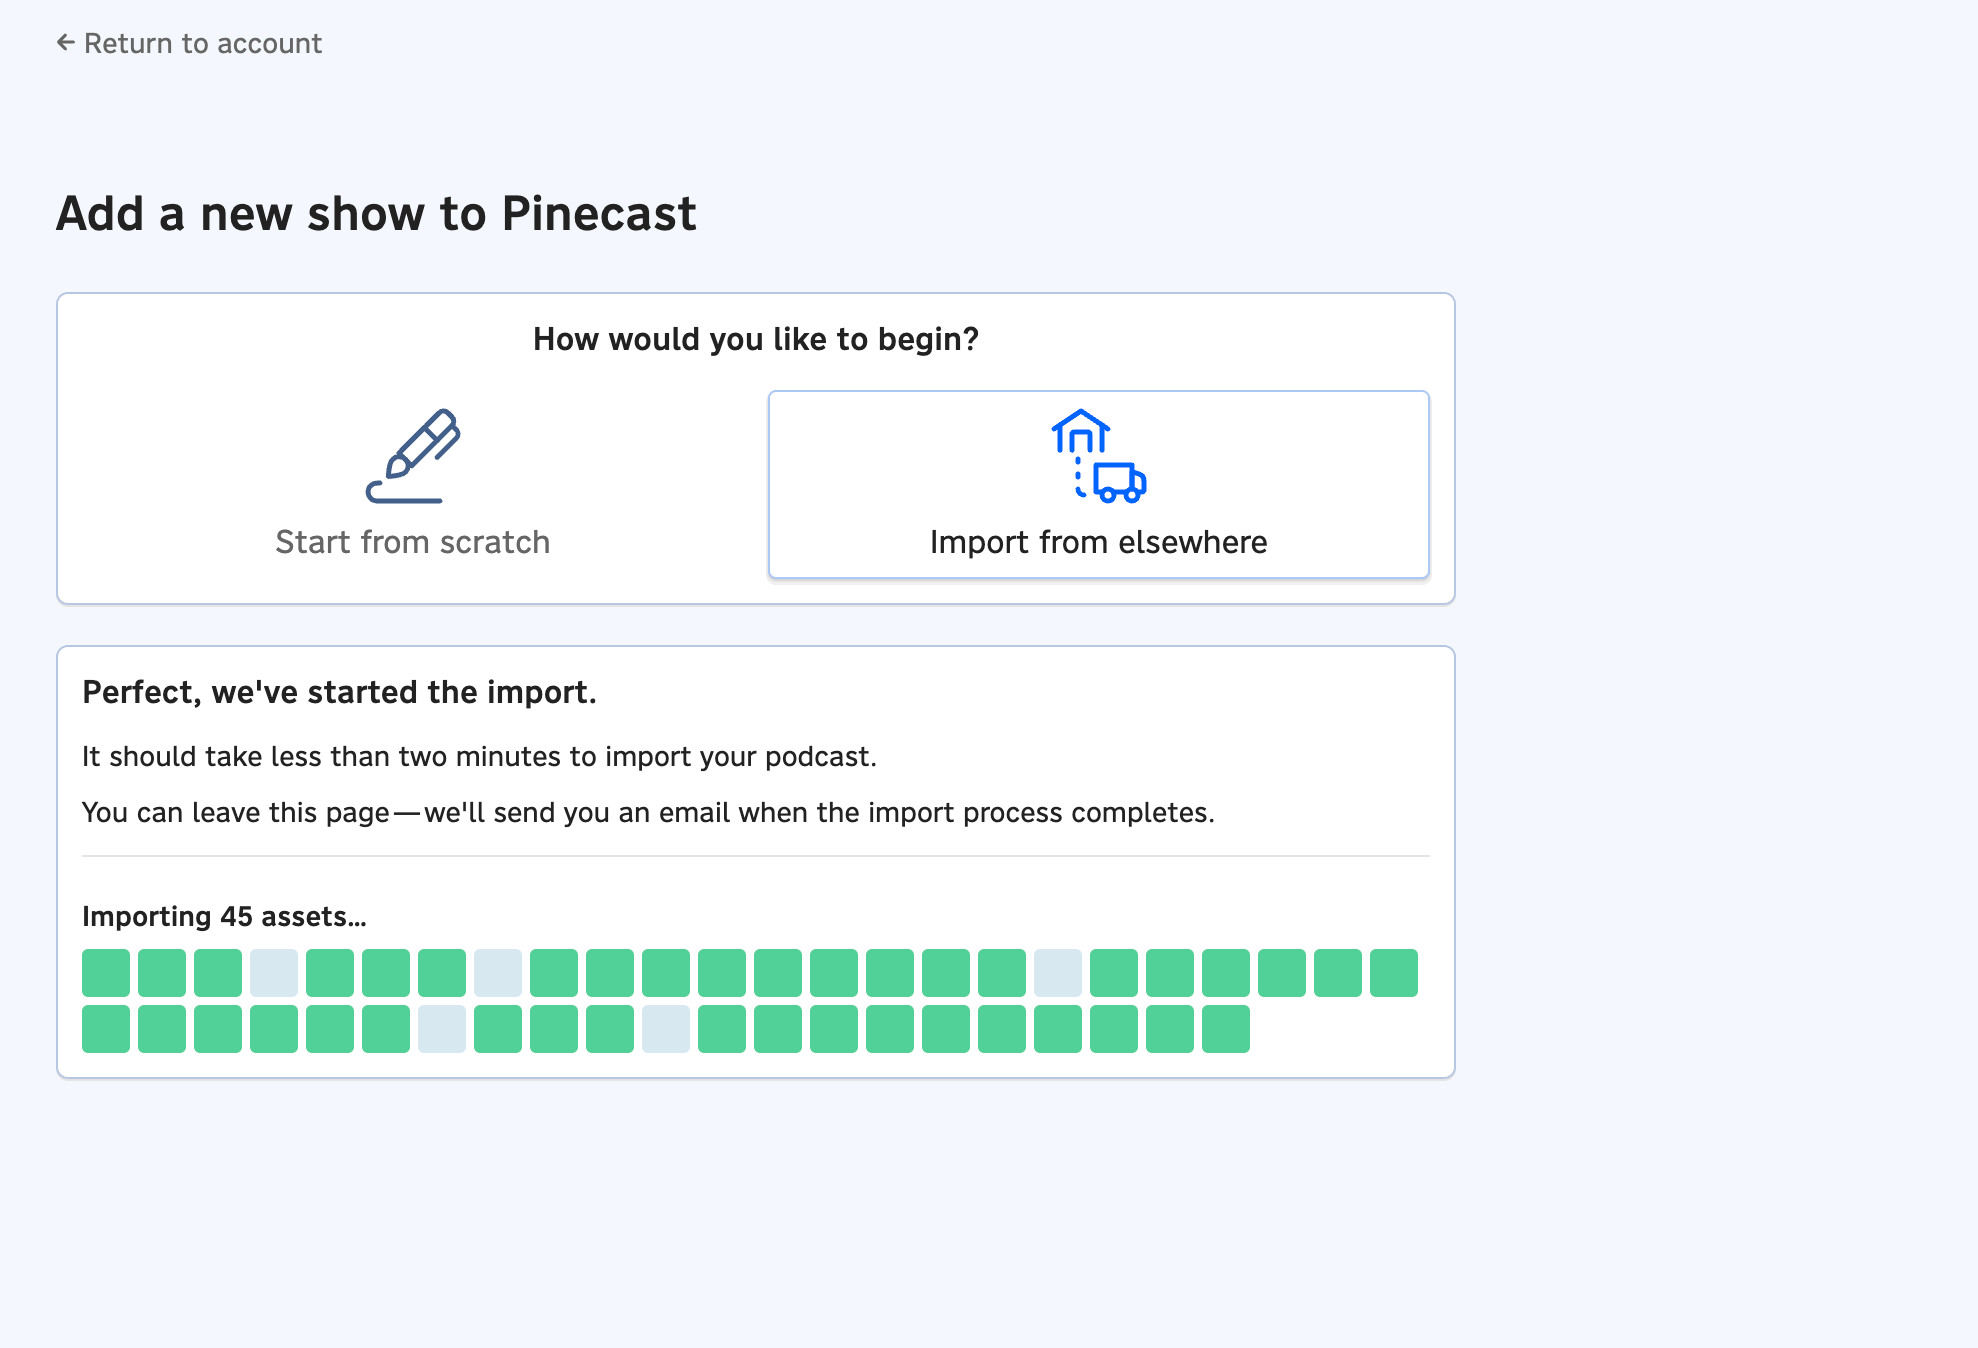 ← Return to account
Add a new show to Pinecast
How would you like to begin?
Start from scratch
Import from elsewhere
Perfect, we've started the import.
It should take less than two minutes to import your podcast.
You can leave this page—we'll send you an email when the import process completes.
Importing 45 assets...